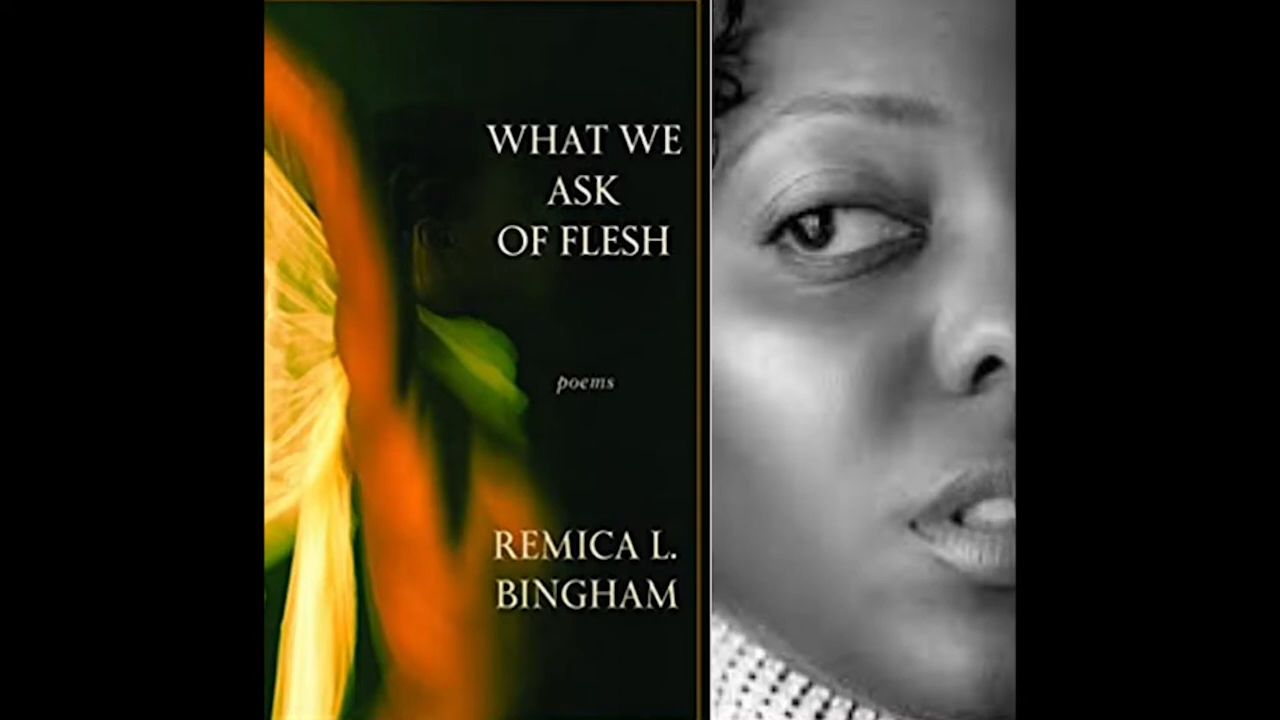 WHAT WE
ASK
OF FLESH
poems
REMICA L.
BINGHAM